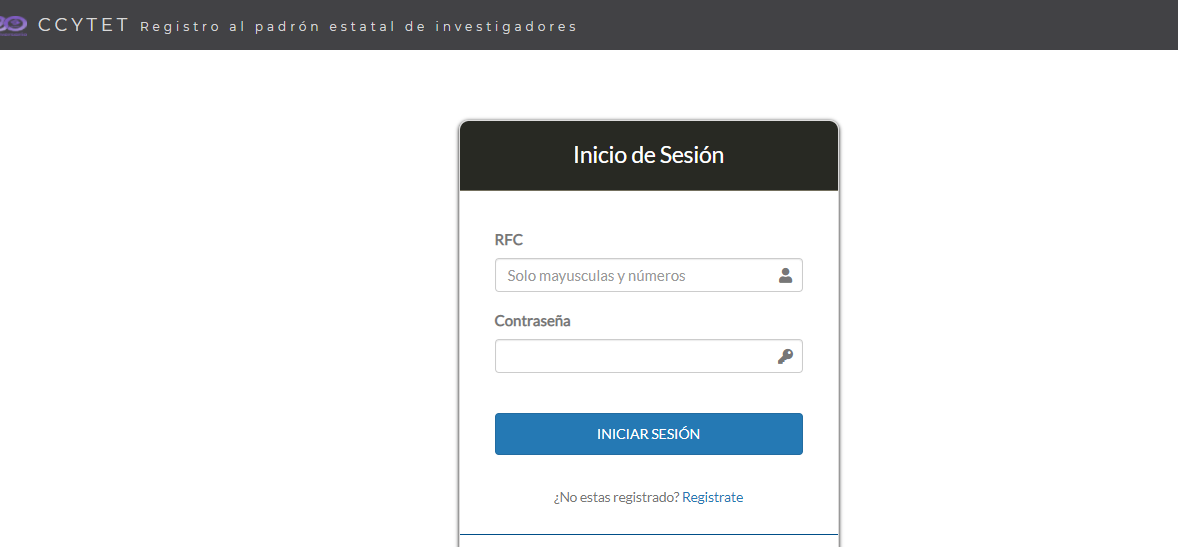 CCYTET Registro al padrón estatal de investigadores
Inicio de Sesión
RFC
Solo mayusculas y números
Contraseña
INICIAR SESIÓN
¿No estas registrado? Registrate